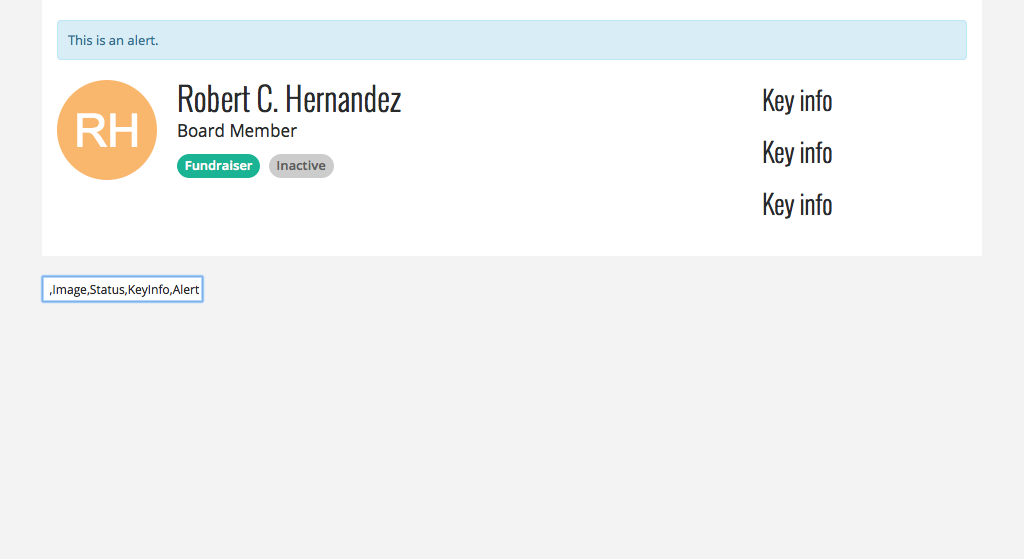 This is an alert.
RH
Robert C. Hernandez
Board Member
Fundraiser Inactive
Key info
Key info
Key info
,Image,Status,KeyInfo,Alert